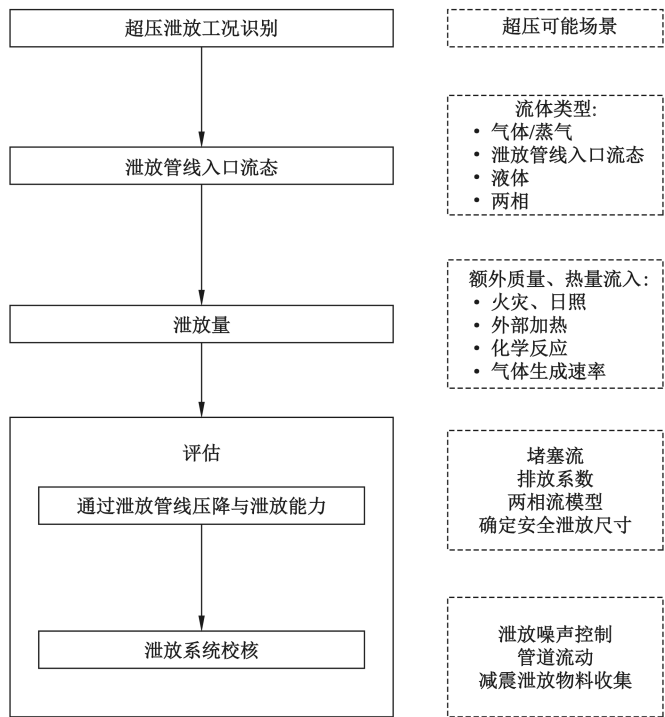 超压泄放工况识别
超压可能场景
流体类型:
• 气体/蒸气
• 泄放管线入口流态
• 液体
• 两相
泄放管线入口流态
额外质量、热量流入:
• 火灾、日照
• 外部加热
• 化学反应
• 气体生成速率
泄放量
评估
通过泄放管线压降与泄放能力
堵塞流
排放系数
两相流模型
确定安全泄放尺寸
泄放系统校核
泄放噪声控制
管道流动
减震泄放物料收集